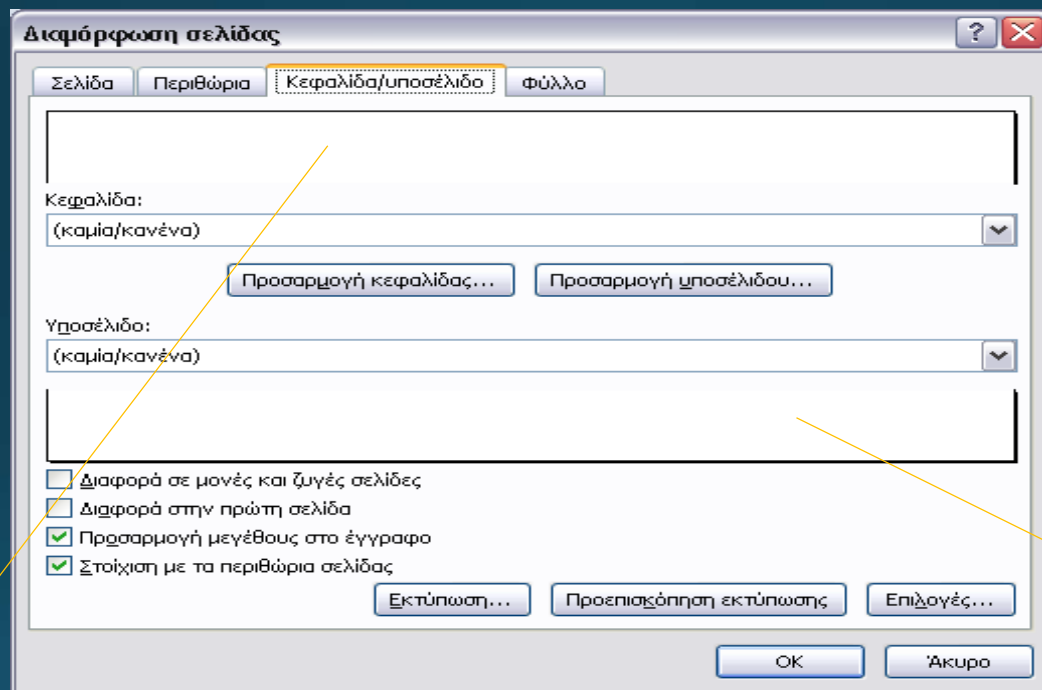 Διαμόρφωση σελίδας
Σελίδα Περιθώρια Κεφαλίδα/υποσέλιδο Φύλλο
Κεφαλίδα:
(καμία/κανένα)
Προσαρμογή κεφαλίδας... Προσαρμογή υποσέλιδου...
Υποσέλιδο:
(καμία/κανένα)
Διαφορά σε μονές και ζυγές σελίδες
Διαφορά στην πρώτη σελίδα
Προσαρμογή μεγέθους στο έγγραφο
Στοίχιση με τα περιθώρια σελίδας
Εκτύπωση... Προεπισκόπηση εκτύπωσης Επιλογές...
OK Άκυρο